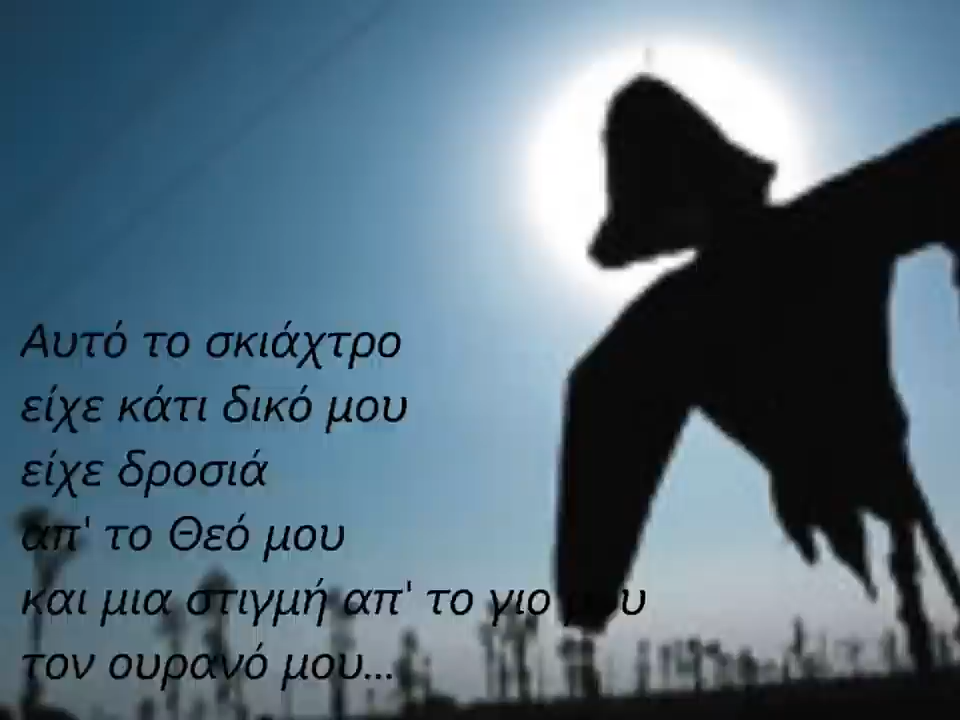 Αυτό το σκιάχτρο
είχε κάτι δικό μου
είχε δροσιά
απ' το Θεό μου
και μια στιγμή απ' το γιο μου
τον ουρανό μου...